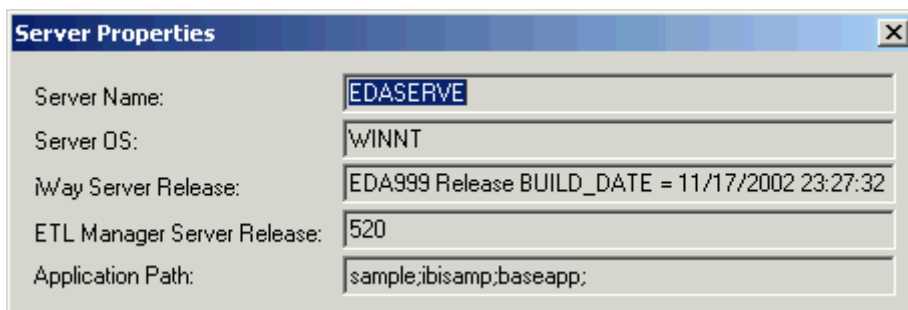 Server Properties
Server Name: EDASERVE
Server OS: WINNT
iWay Server Release: EDA999 Release BUILD_DATE = 11/17/2002 23:27:32
ETL Manager Server Release: 520
Application Path: sample;ibisamp;baseapp;